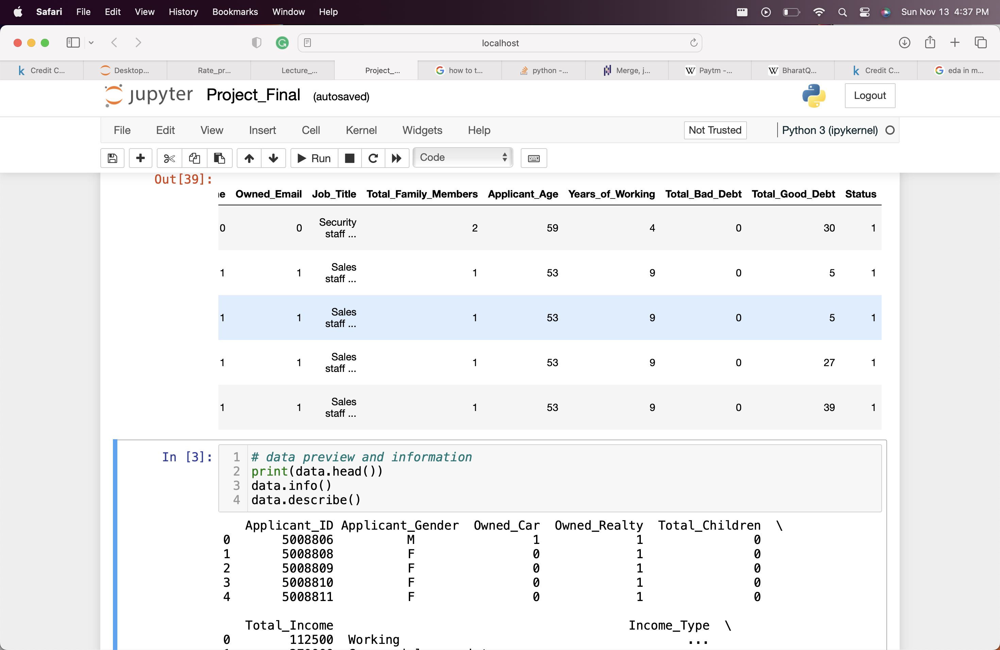 Safari File Edit View History Bookmarks Window Help Sun Nov 13 4:37 PM
localhost
Credit C... Desktop... Rate_pr... Lecture_... Project_... how to t... python -... Merge, j... Paytm -... BharatQ... Credit C... eda in m...
jupyter Project_Final (autosaved) Logout
File Edit View Insert Cell Kernel Widgets Help Not Trusted Python 3 (ipykernel)
Run Code
Out[39]:
e Owned_Email Job_Title Total_Family_Members Applicant_Age Years_of_Working Total_Bad_Debt Total_Good_Debt Status
0 0 Security staff ... 2 59 4 0 30 1
1 1 Sales staff ... 1 53 9 0 5 1
1 1 Sales staff ... 1 53 9 0 5 1
1 1 Sales staff ... 1 53 9 0 27 1
1 1 Sales staff ... 1 53 9 0 39 1
In [3]: 1 # data preview and information
2 print(data.head())
3 data.info()
4 data.describe()
Applicant_ID Applicant_Gender Owned_Car Owned_Realty Total_Children \
0 5008806 M 1 1 0
1 5008808 F 0 1 0
2 5008809 F 0 1 0
3 5008810 F 0 1 0
4 5008811 F 0 1 0
Total_Income Income_Type \
0 112500 Working ...